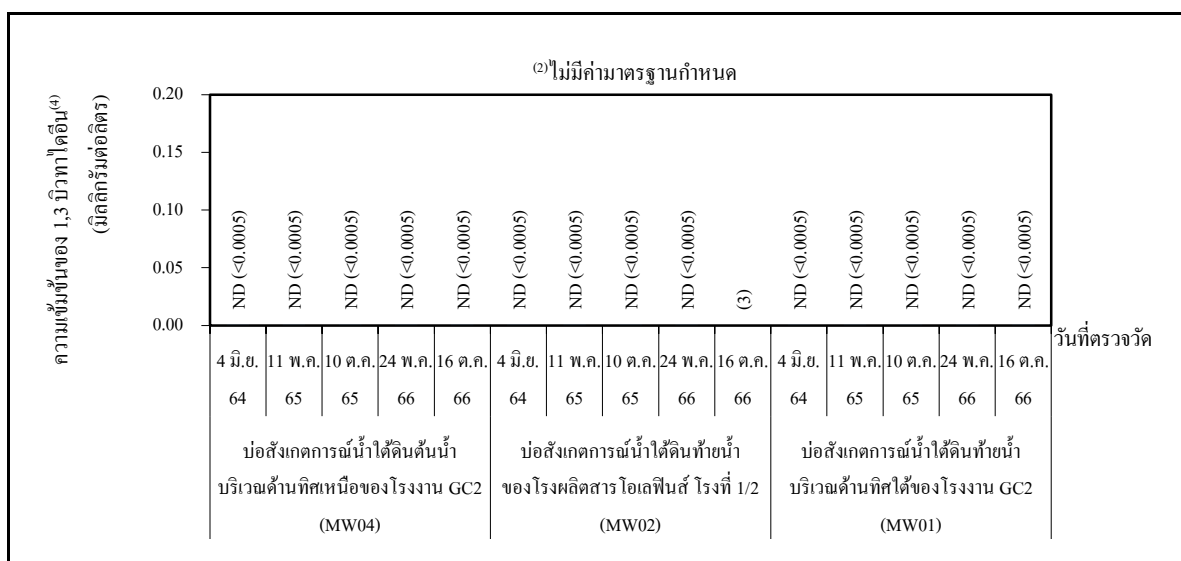 (2)ไม่มีค่ามาตรฐานกำหนด
ความเข้มข้นของ 1,3 บิวทาไดอีน(4)
(มิลลิกรัมต่อลิตร)
0.20
0.15
0.10
0.05
0.00
ND (<0.0005) ND (<0.0005) ND (<0.0005) ND (<0.0005) ND (<0.0005) ND (<0.0005) ND (<0.0005) ND (<0.0005) ND (<0.0005) (3) ND (<0.0005) ND (<0.0005) ND (<0.0005) ND (<0.0005) ND (<0.0005)
วันที่ตรวจวัด
4 มิ.ย. 11 พ.ค. 10 ต.ค. 24 พ.ค. 16 ต.ค. 4 มิ.ย. 11 พ.ค. 10 ต.ค. 24 พ.ค. 16 ต.ค. 4 มิ.ย. 11 พ.ค. 10 ต.ค. 24 พ.ค. 16 ต.ค.
64 65 65 66 66 64 65 65 66 66 64 65 65 66 66
บ่อสังเกตการณ์น้ำใต้ดินต้นน้ำ
บริเวณด้านทิศเหนือของโรงงาน GC2
(MW04)
บ่อสังเกตการณ์น้ำใต้ดินท้ายน้ำ
ของโรงผลิตสารโอเลฟินส์ โรงที่ 1/2
(MW02)
บ่อสังเกตการณ์น้ำใต้ดินท้ายน้ำ
บริเวณด้านทิศใต้ของโรงงาน GC2
(MW01)